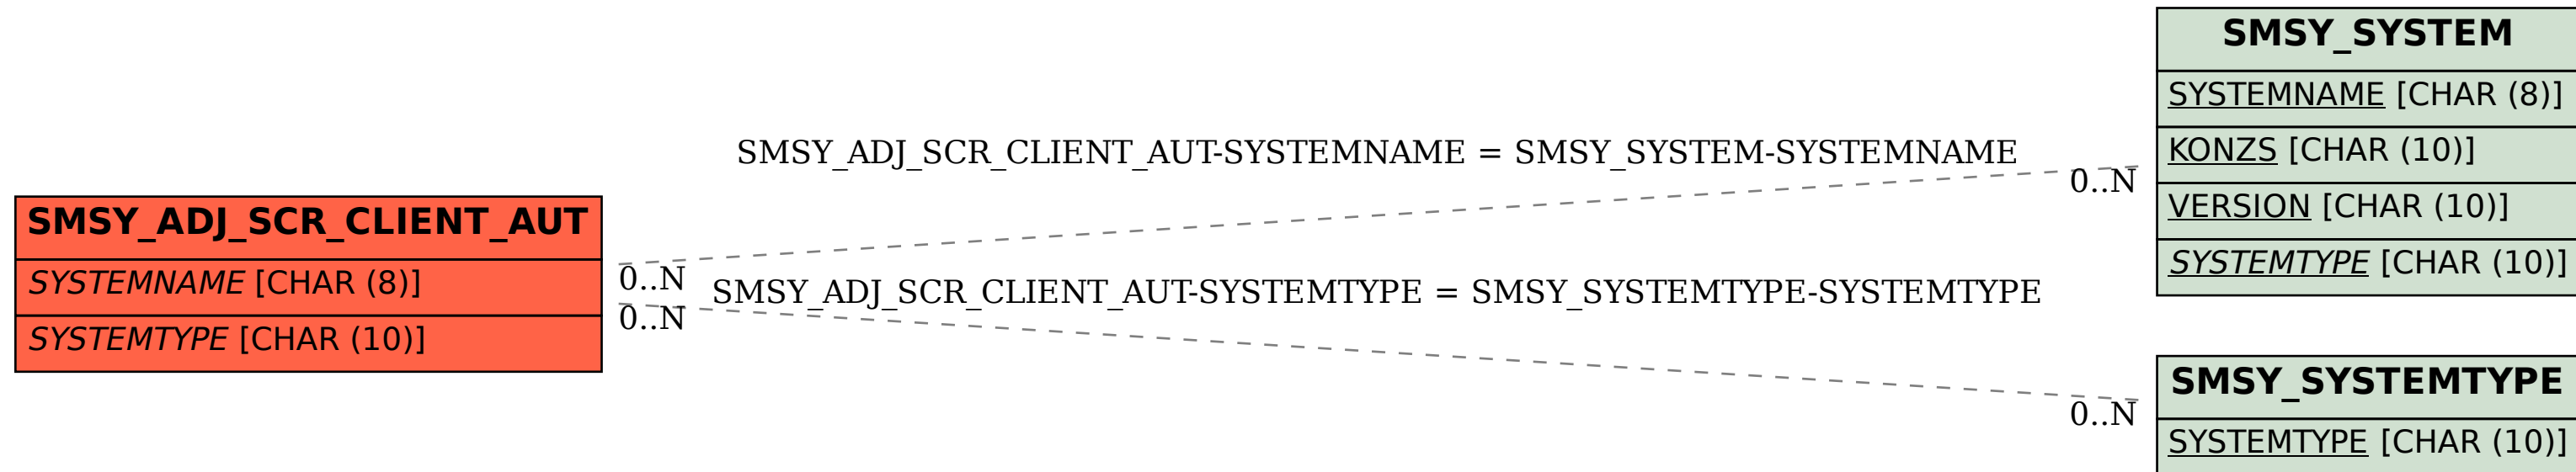 SMSY_ADJ_SCR_CLIENT_AUT
SYSTEMNAME [CHAR (8)]
SYSTEMTYPE [CHAR (10)]
SMSY_ADJ_SCR_CLIENT_AUT-SYSTEMNAME = SMSY_SYSTEM-SYSTEMNAME
0..N
0..N
SMSY_ADJ_SCR_CLIENT_AUT-SYSTEMTYPE = SMSY_SYSTEMTYPE-SYSTEMTYPE
0..N
0..N
SMSY_SYSTEM
SYSTEMNAME [CHAR (8)]
KONZS [CHAR (10)]
VERSION [CHAR (10)]
SYSTEMTYPE [CHAR (10)]
SMSY_SYSTEMTYPE
SYSTEMTYPE [CHAR (10)]